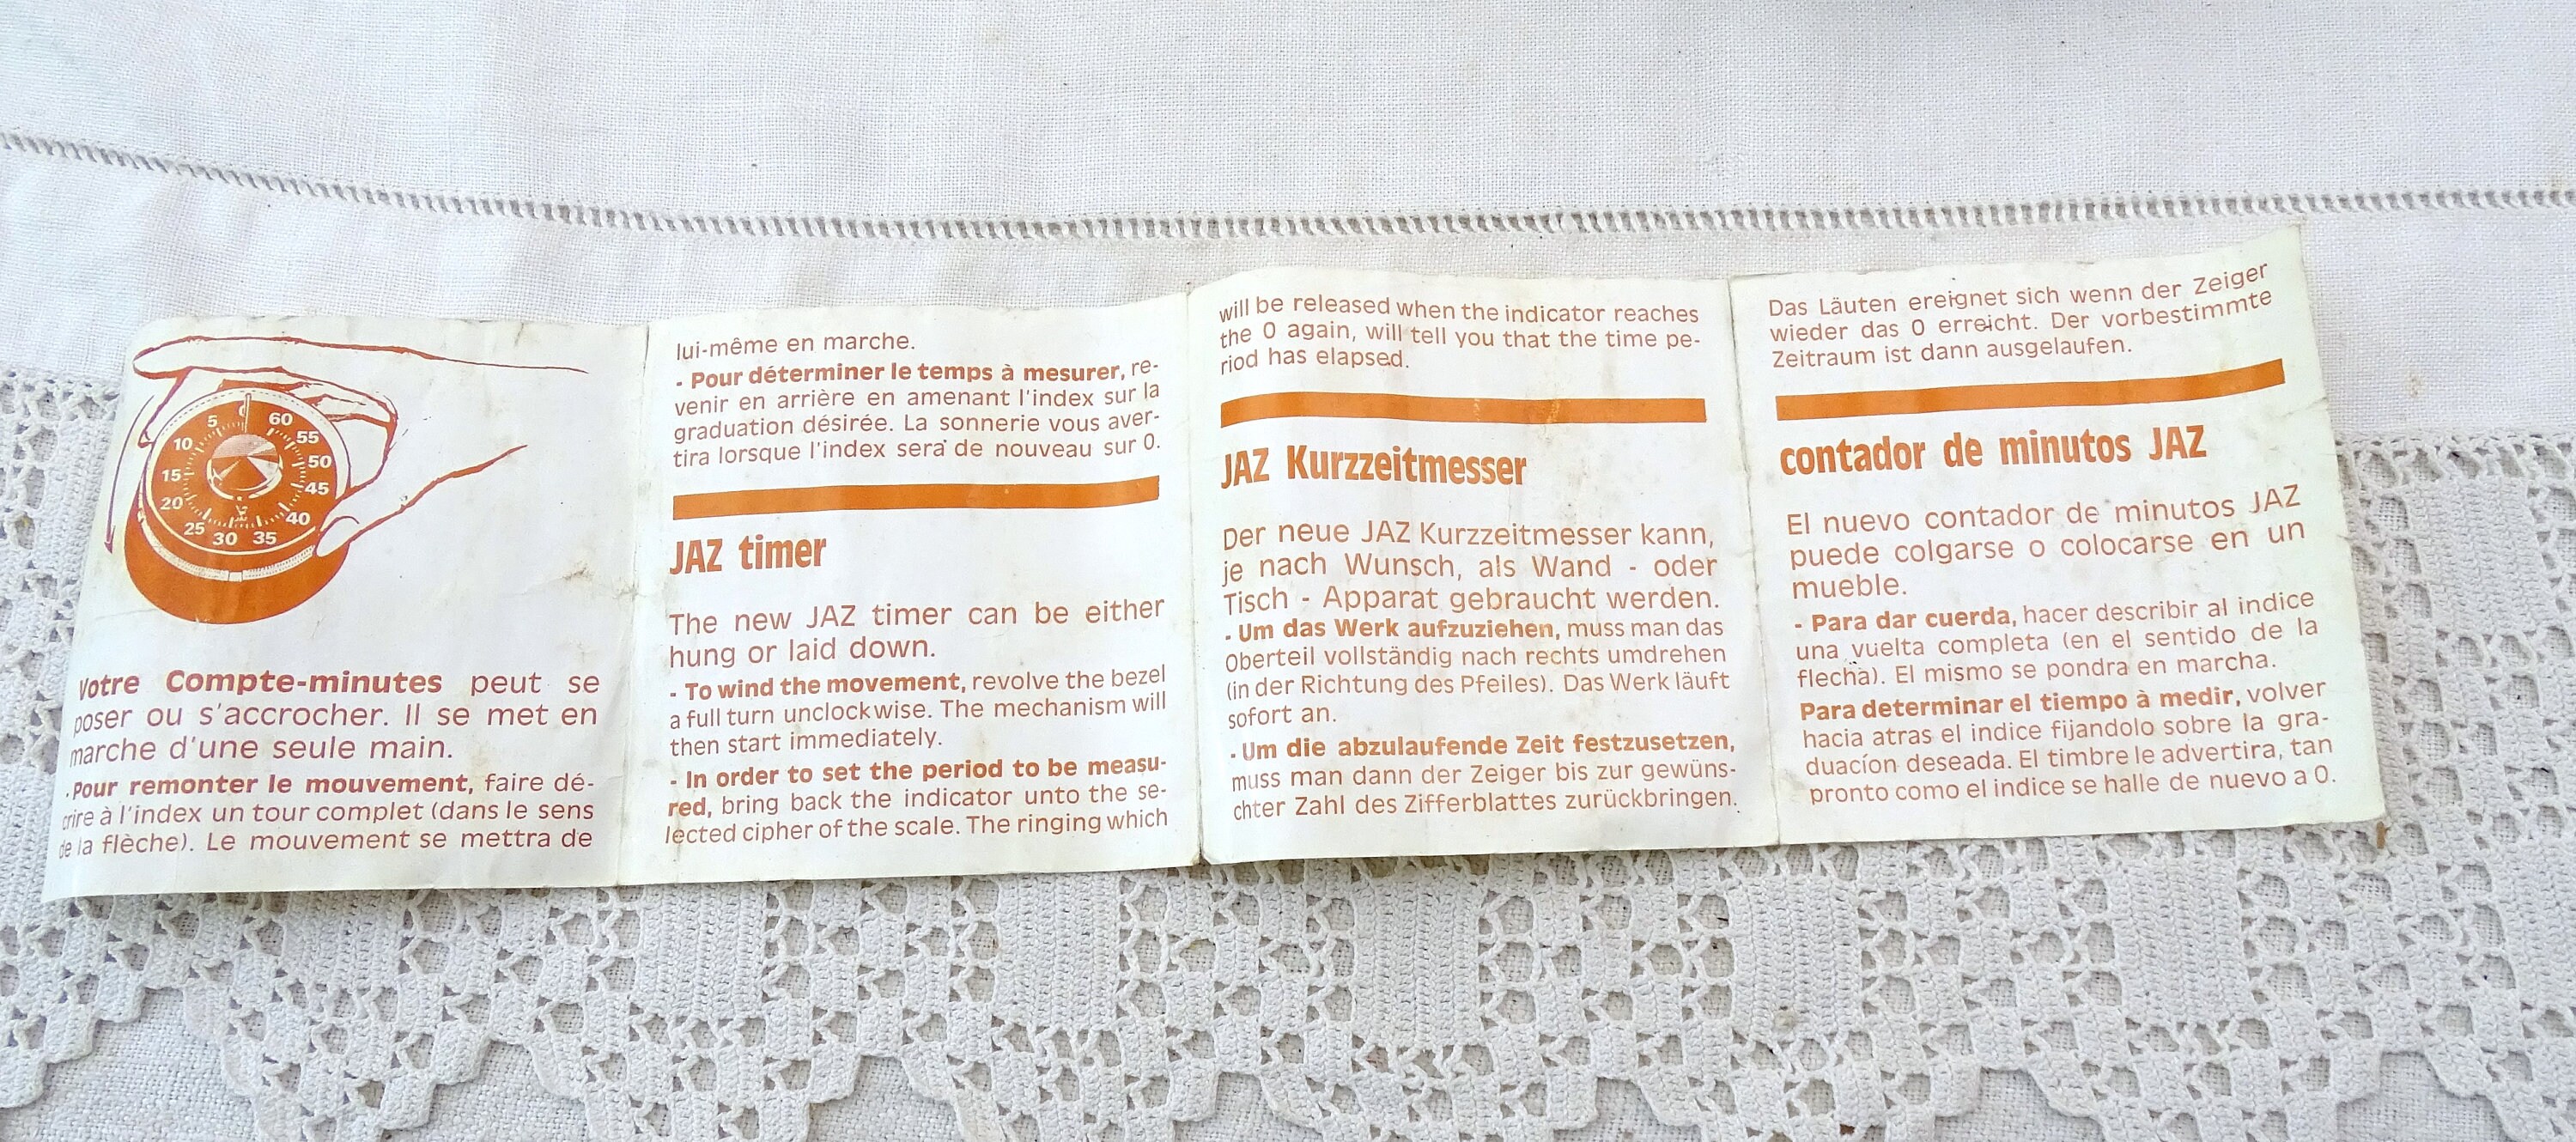 0
60
55
50
45
40
35
30
25
20
15
10
5
Votre Compte-minutes peut se
poser ou s'accrocher. Il se met en
marche d'une seule main.
- Pour remonter le mouvement, faire dé-
crire à l'index un tour complet (dans le sens
de la flèche). Le mouvement se mettra de
lui-même en marche.
- Pour déterminer le temps à mesurer, re-
venir en arrière en amenant l'index sur la
graduation désirée. La sonnerie vous aver-
tira lorsque l'index sera de nouveau sur 0.
JAZ timer
The new JAZ timer can be either
hung or laid down.
- To wind the movement, revolve the bezel
a full turn unclockwise. The mechanism will
then start immediately.
- In order to set the period to be measu-
red, bring back the indicator unto the se-
lected cipher of the scale. The ringing which
will be released when the indicator reaches
the 0 again, will tell you that the time pe-
riod has elapsed.
JAZ Kurzzeitmesser
Der neue JAZ Kurzzeitmesser kann,
je nach Wunsch, als Wand - oder
Tisch - Apparat gebraucht werden.
- Um das Werk aufzuziehen, muss man das
Oberteil vollständig nach rechts umdrehen
(in der Richtung des Pfeiles). Das Werk läuft
sofort an.
- Um die abzulaufende Zeit festzusetzen,
muss man dann der Zeiger bis zur gewüns-
chter Zahl des Zifferblattes zurückbringen.
Das Läuten ereignet sich wenn der Zeiger
wieder das 0 erreicht. Der vorbestimmte
Zeitraum ist dann ausgelaufen.
contador de minutos JAZ
El nuevo contador de minutos JAZ
puede colgarse o colocarse en un
mueble.
- Para dar cuerda, hacer describir al indice
una vuelta completa (en el sentido de la
flecha). El mismo se pondra en marcha.
Para determinar el tiempo à medir, volver
hacia atras el indice fijandolo sobre la gra-
duacíon deseada. El timbre le advertira, tan
pronto como el indice se halle de nuevo a 0.